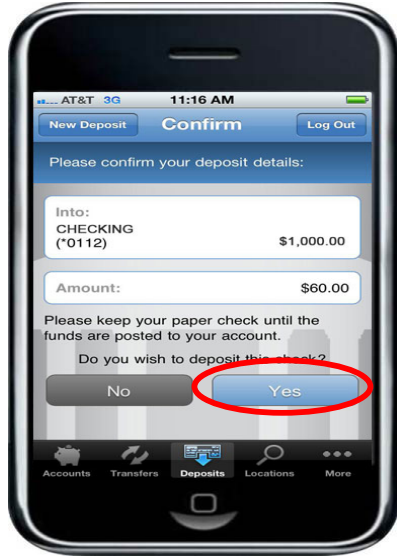 AT&T 3G 11:16 AM
New Deposit Confirm Log Out
Please confirm your deposit details:
Into:
CHECKING
(*0112) $1,000.00
Amount: $60.00
Please keep your paper check until the
funds are posted to your account.
Do you wish to deposit this check?
No Yes
Accounts Transfers Deposits Locations More